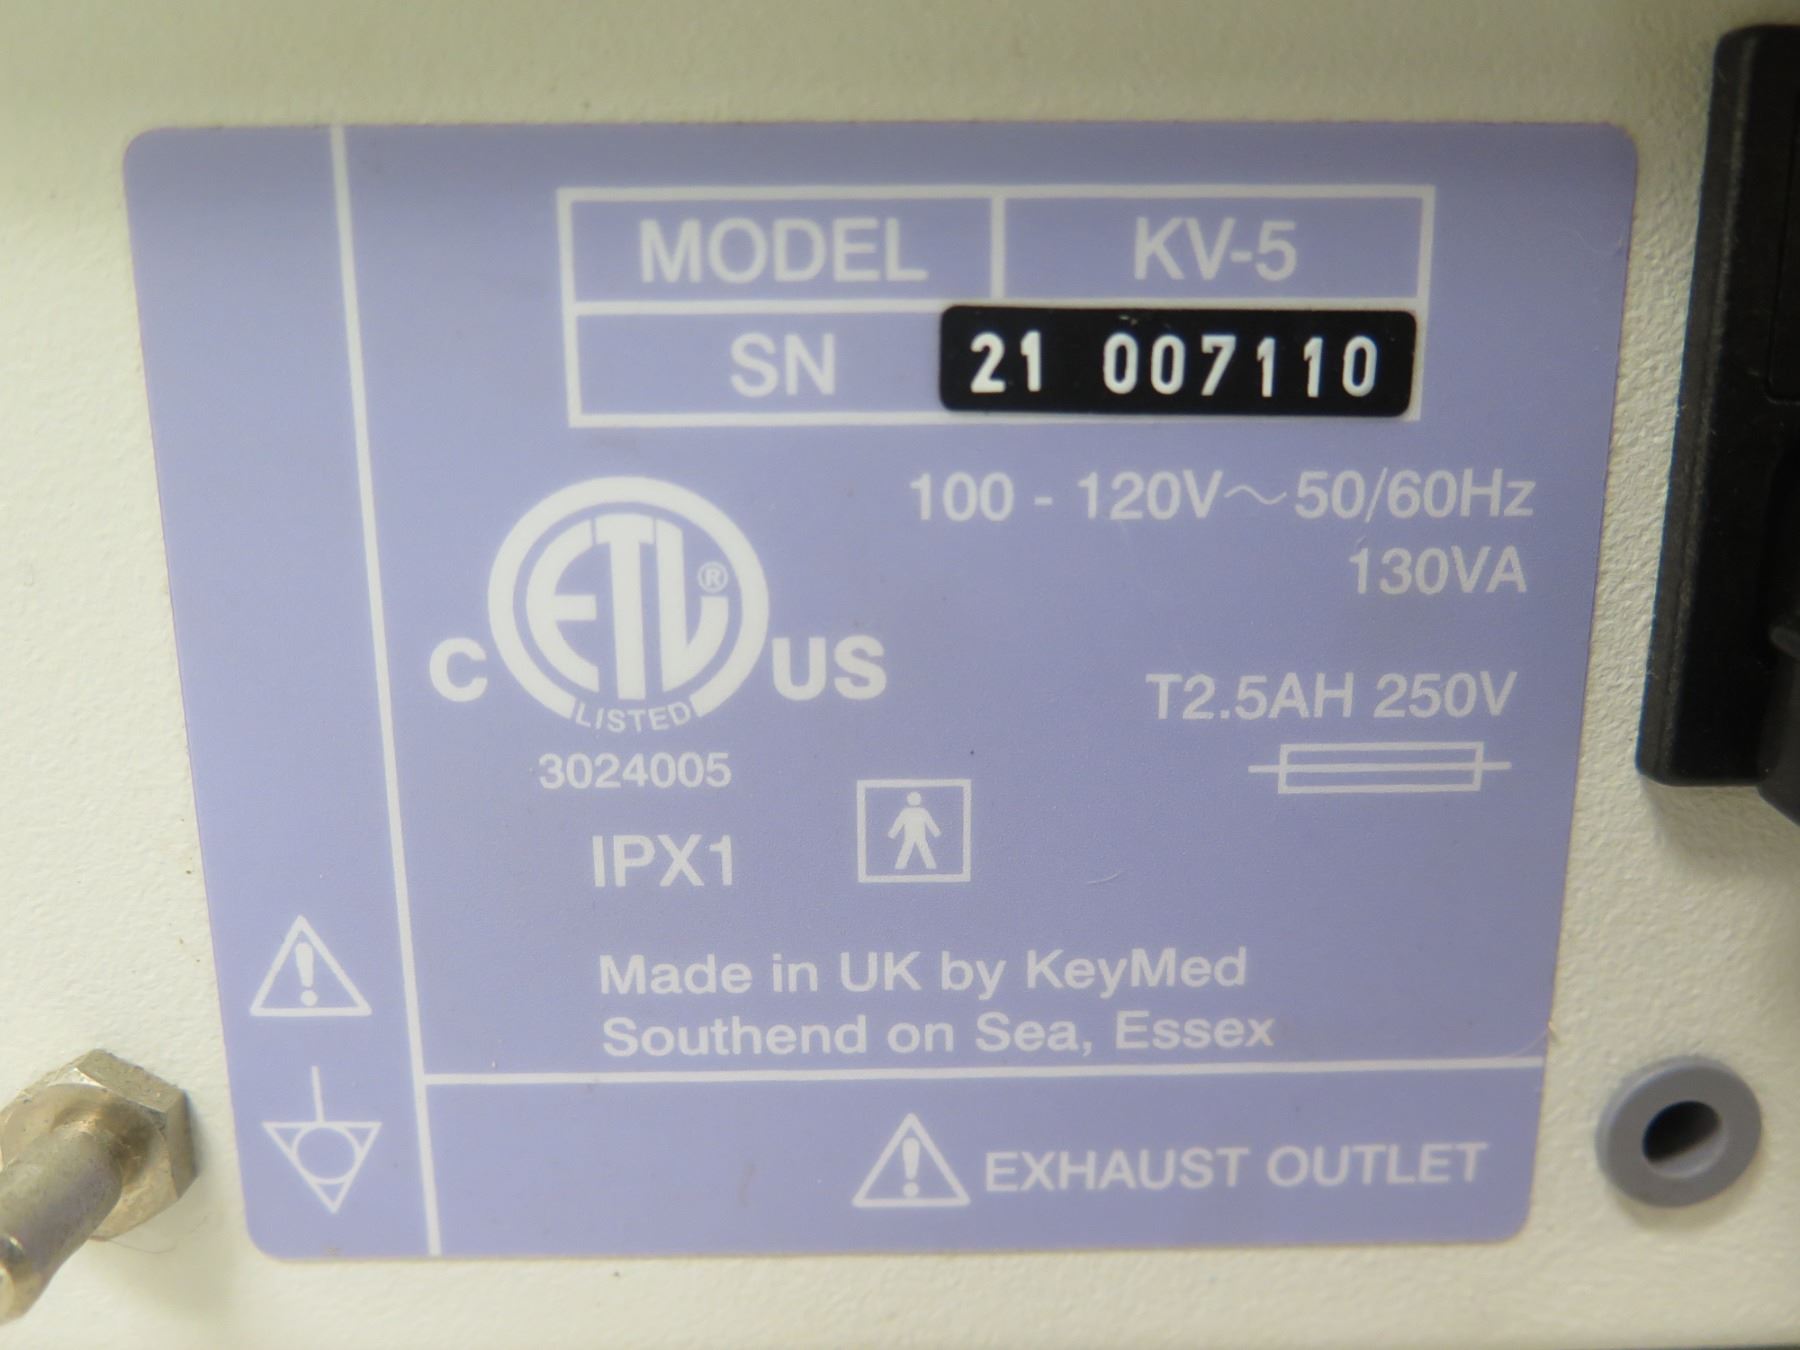 MODEL KV-5
SN 21 007110
100 - 120V~50/60Hz
130VA
C ETL® US
LISTED
3024005
T2.5AH 250V
IPX1
Made in UK by KeyMed
Southend on Sea, Essex
EXHAUST OUTLET